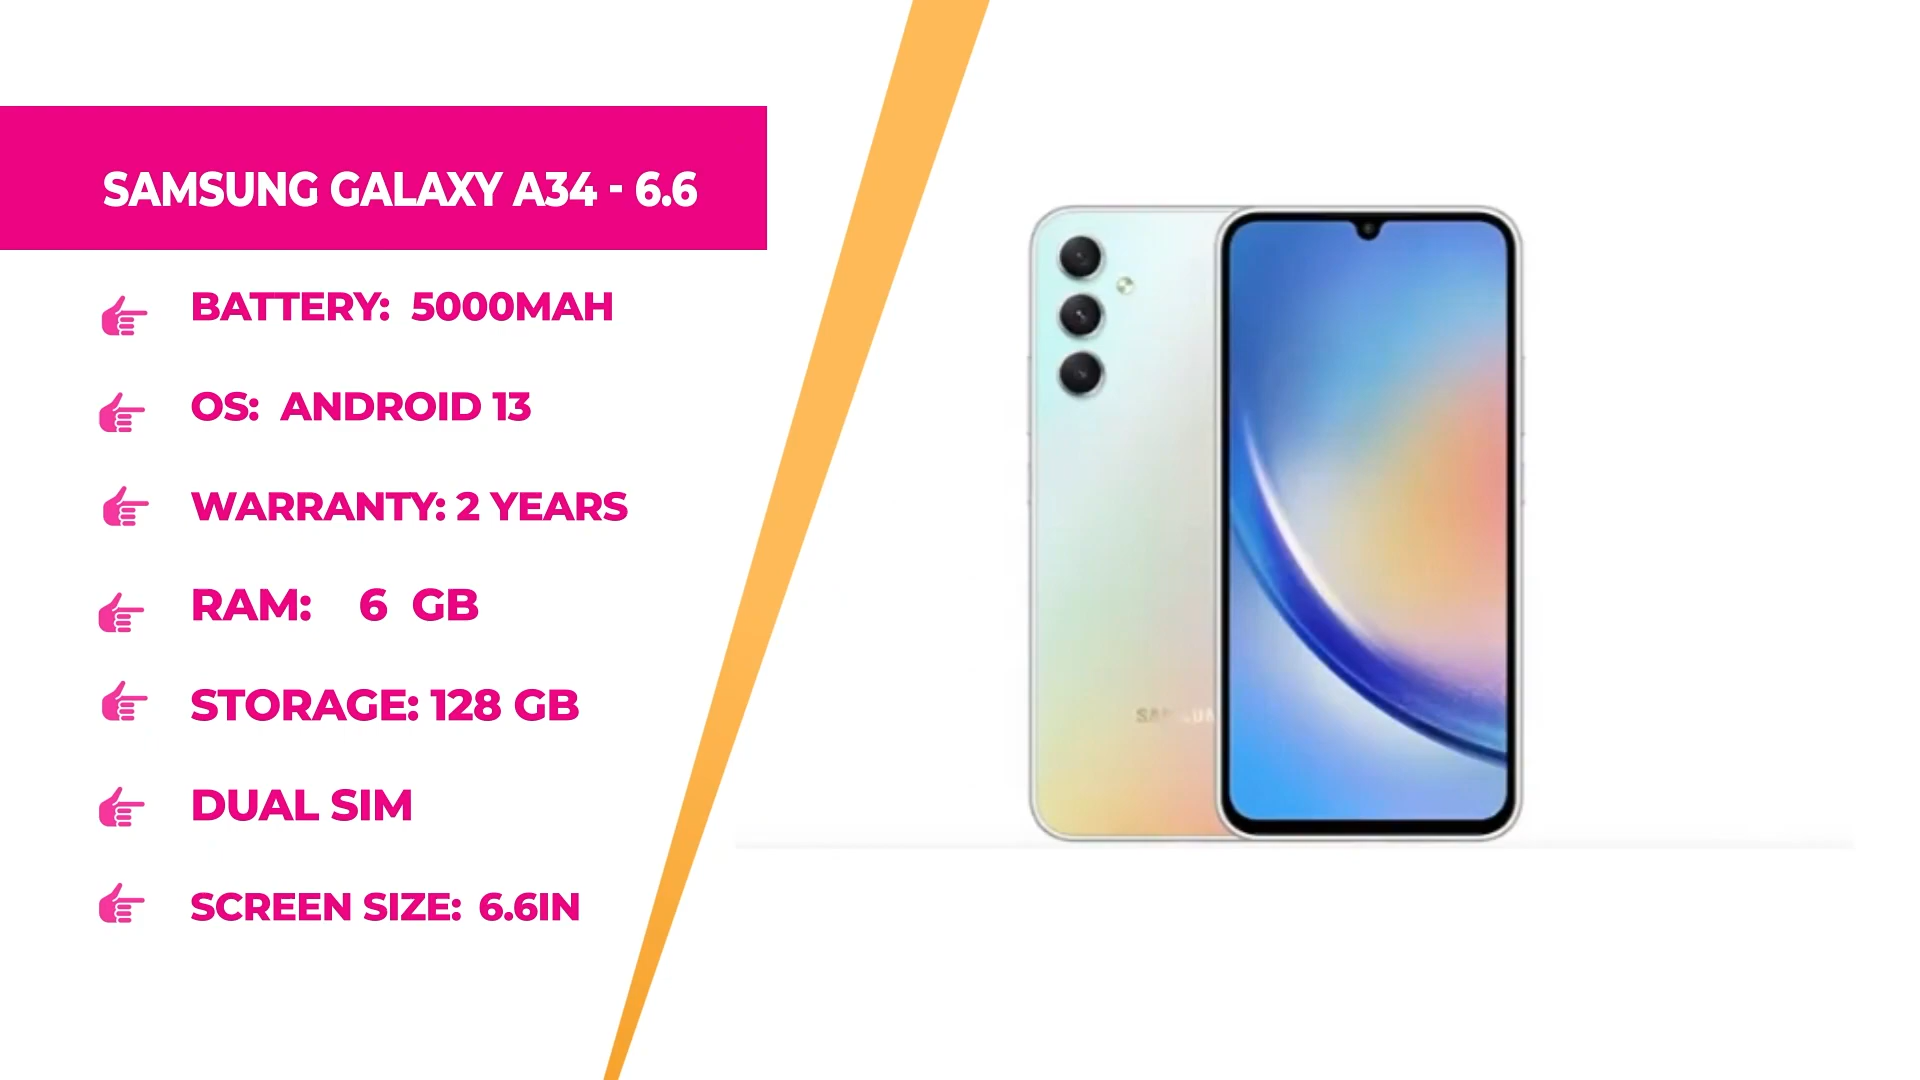 SAMSUNG GALAXY A34 - 6.6
BATTERY: 5000MAH
OS: ANDROID 13
WARRANTY: 2 YEARS
RAM: 6 GB
STORAGE: 128 GB
DUAL SIM
SCREEN SIZE: 6.6IN